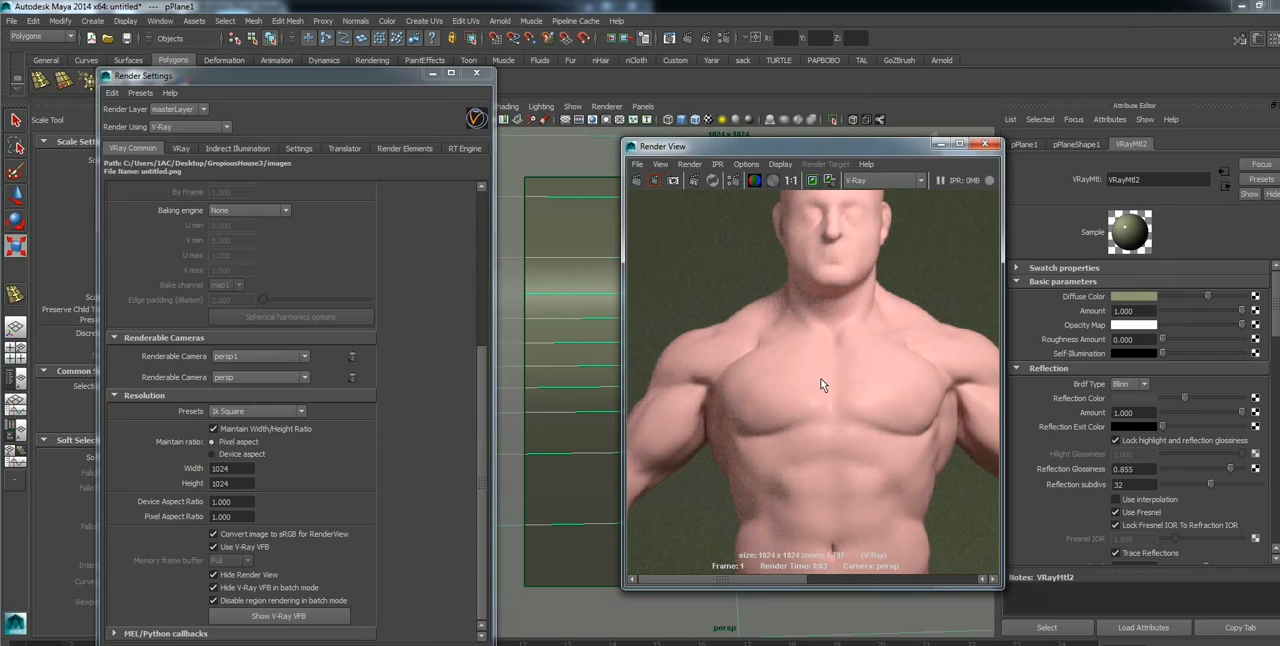 Autodesk Maya 2014 x64: untitled* --- pPlane1
File Edit Modify Create Display Window Assets Select Mesh Edit Mesh Proxy Normals Color Create UVs Edit UVs Arnold Muscle Pipeline Cache Help
Polygons Objects X: Y: Z:
General Curves Surfaces Polygons Deformation Animation Dynamics Rendering PaintEffects Toon Muscle Fluids Fur nHair nCloth Custom Yanir sack TURTLE PAPBOBO TAL GoZBrush Arnold
Render Settings
Edit Presets Help
Render Layer masterLayer
Render Using V-Ray
VRay Common VRay Indirect Illumination Settings Translator Render Elements RT Engine
Path: C:/Users/IAC/Desktop/GropiousHouse3/images
File Name: untitled.png
By Frame 1.000
Baking engine None
U min 0.000
V min 0.000
U max 1.000
V max 1.000
Bake channel map1
Edge padding (dilation) 2.000
Spherical harmonics options
Renderable Cameras
Renderable Camera persp1
Renderable Camera persp
Resolution
Presets 1k Square
Maintain Width/Height Ratio
Maintain ratio: Pixel aspect
Device aspect
Width 1024
Height 1024
Device Aspect Ratio 1.000
Pixel Aspect Ratio 1.000
Convert image to sRGB for RenderView
Use V-Ray VFB
Memory frame buffer Full
Hide Render View
Hide V-Ray VFB in batch mode
Disable region rendering in batch mode
Show V-Ray VFB
MEL/Python callbacks
Scale Tool
Scale Sett
Preserve Child T
Discre
Common S
Selecti
Soft Selec
So
Fallo
Lighting Show Renderer Panels
1024 x 1024
Render View
File View Render IPR Options Display Render Target Help
1:1 V-Ray IPR: 0MB
size: 1024 x 1024 zoom: 1.797 (V-Ray)
Frame: 1 Render Time: 0:03 Camera: persp
persp
Attribute Editor
List Selected Focus Attributes Show Help
pPlane1 pPlaneShape1 VRayMtl2
VRayMtl: VRayMtl2
Focus
Presets
Show Hide
Sample
Swatch properties
Basic parameters
Diffuse Color
Amount 1.000
Opacity Map
Roughness Amount 0.000
Self-Illumination
Reflection
Brdf Type Blinn
Reflection Color
Amount 1.000
Reflection Exit Color
Lock highlight and reflection glossiness
Hilight Glossiness 1.000
Reflection Glossiness 0.855
Reflection subdivs 32
Use interpolation
Use Fresnel
Lock Fresnel IOR To Refraction IOR
Fresnel IOR 1.600
Trace Reflections
Notes: VRayMtl2
Select Load Attributes Copy Tab